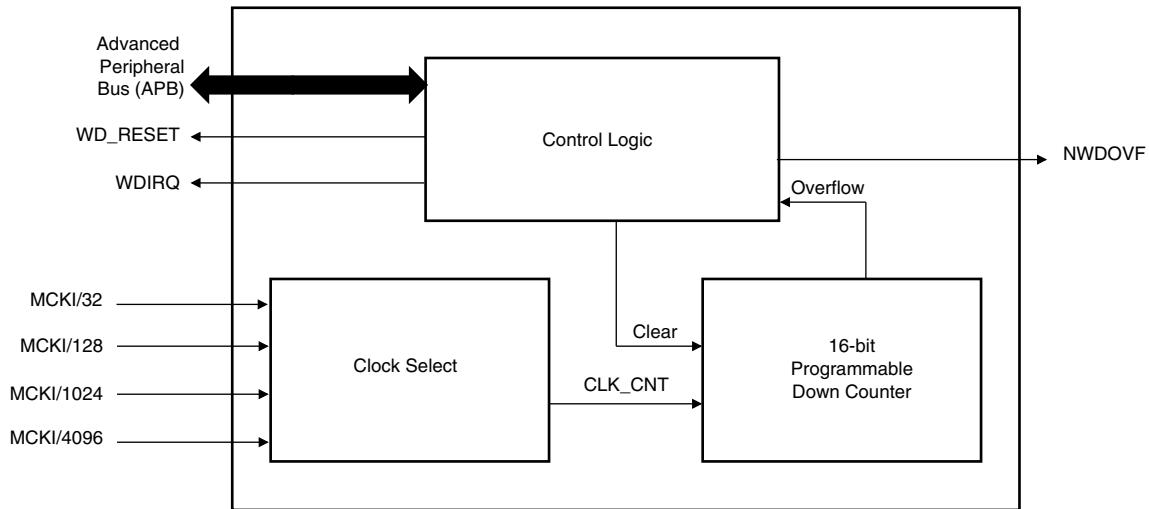 Advanced
Peripheral
Bus (APB)
WD_RESET
WDIRQ
Control Logic
NWDOVF
Overflow
MCKI/32
MCKI/128
MCKI/1024
MCKI/4096
Clock Select
Clear
CLK_CNT
16-bit
Programmable
Down Counter